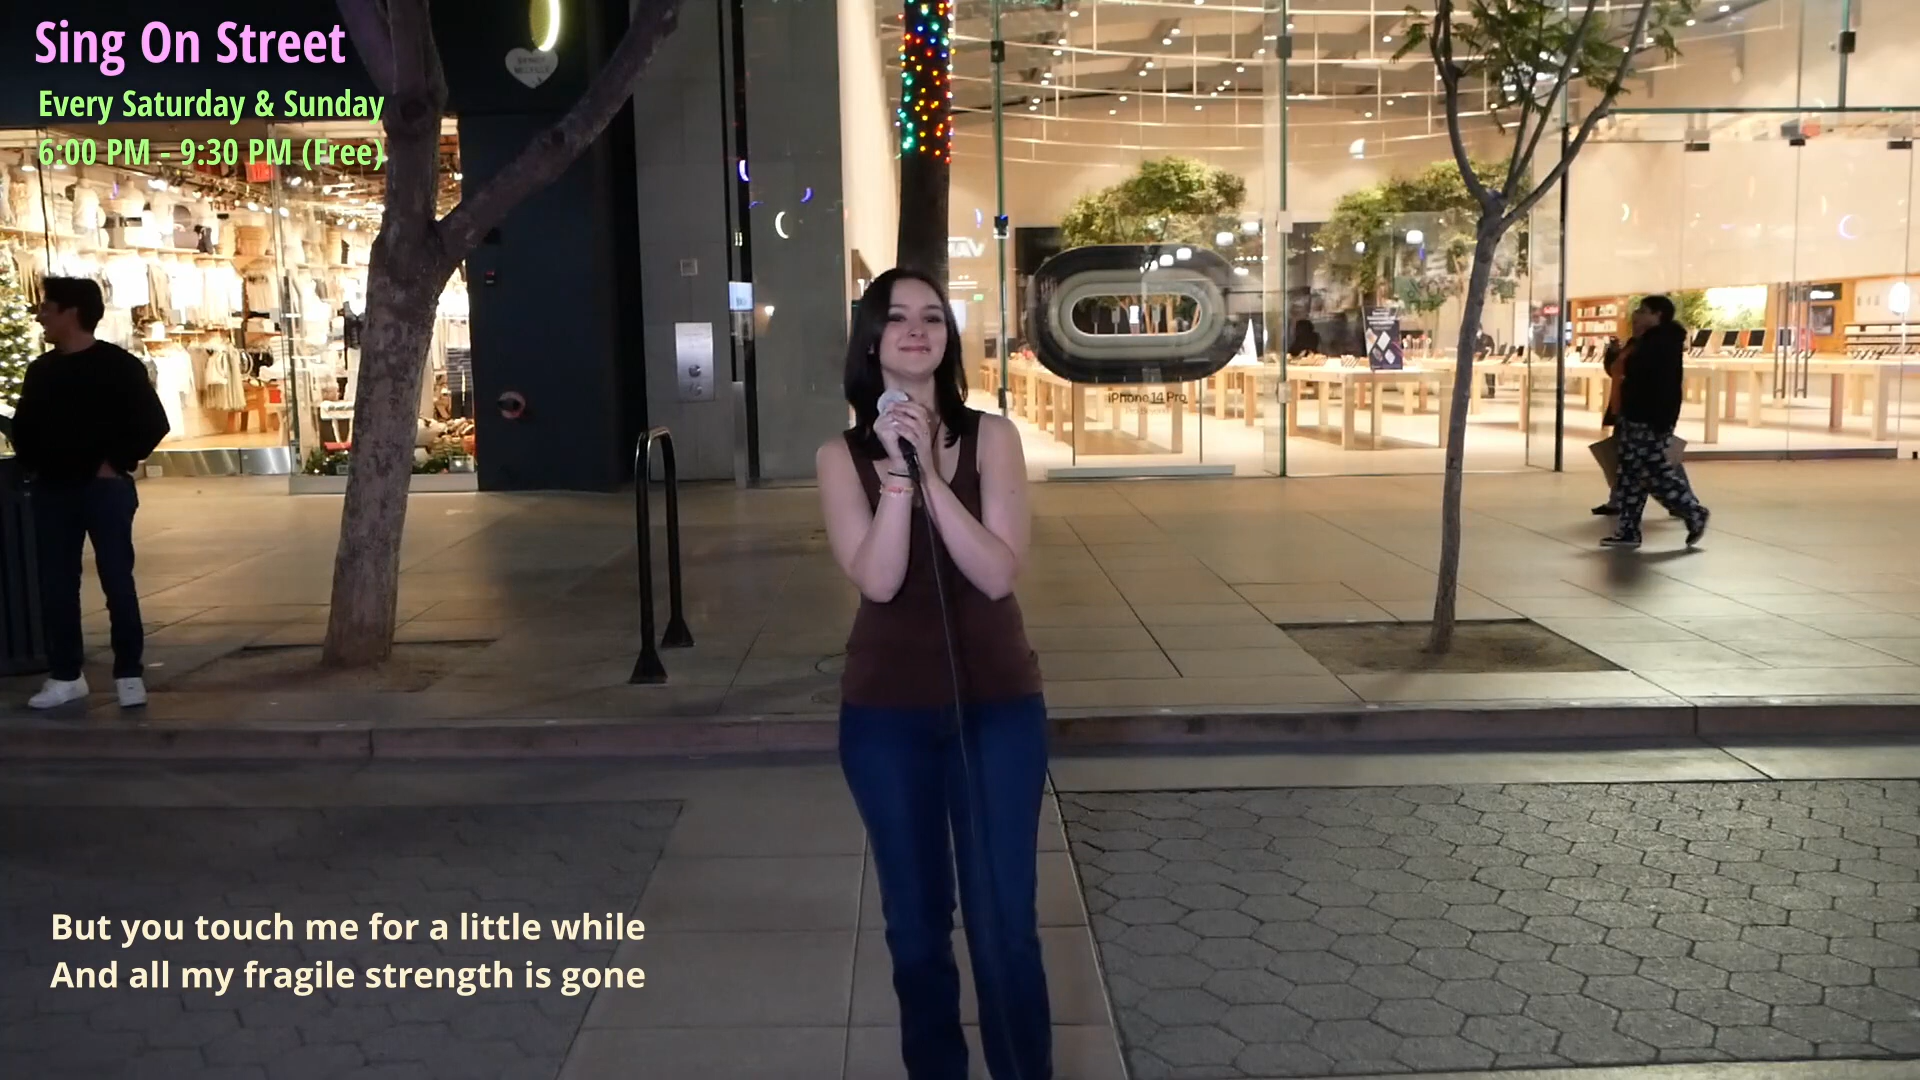 Sing On Street
Every Saturday & Sunday
6:00 PM - 9:30 PM (Free)
iPhone 14 Pro
But you touch me for a little while
And all my fragile strength is gone